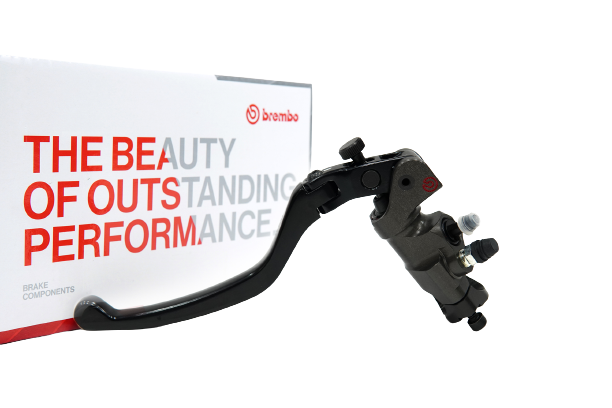 brembo
THE BEAUTY
OF OUTSTANDING
PERFORMANCE.
BRAKE
COMPONENTS